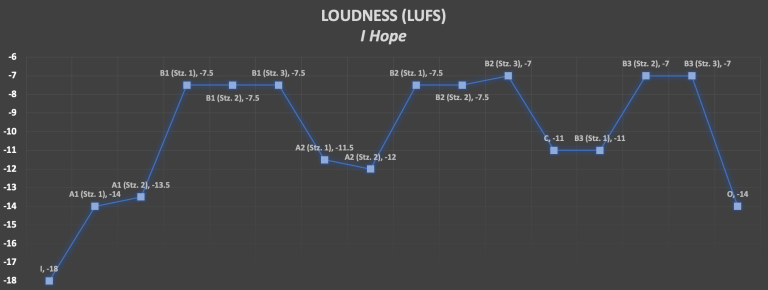 LOUDNESS (LUFS)
I Hope
-6
-7
-8
-9
-10
-11
-12
-13
-14
-15
-16
-17
-18
I, -18
A1 (Stz. 1), -14
A1 (Stz. 2), -13.5
B1 (Stz. 1), -7.5
B1 (Stz. 2), -7.5
B1 (Stz. 3), -7.5
A2 (Stz. 1), -11.5
A2 (Stz. 2), -12
B2 (Stz. 1), -7.5
B2 (Stz. 2), -7.5
B2 (Stz. 3), -7
C, -11
B3 (Stz. 1), -11
B3 (Stz. 2), -7
B3 (Stz. 3), -7
O, -14